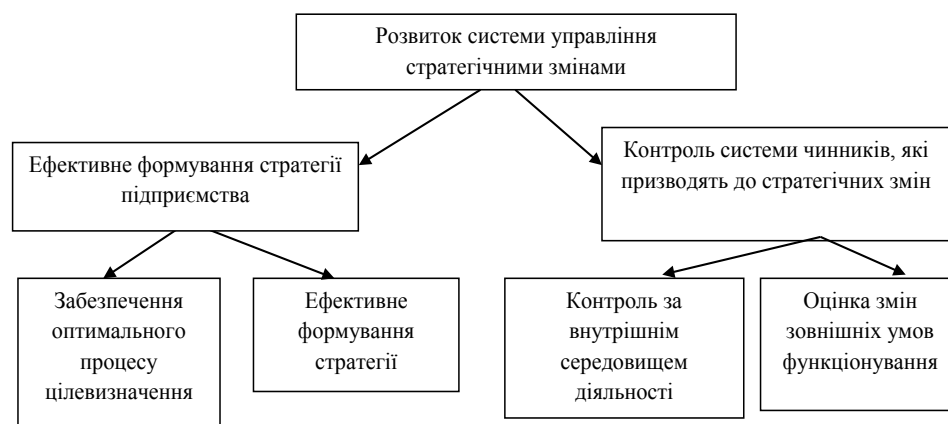 Розвиток системи управління
стратегічними змінами
Ефективне формування стратегії
підприємства
Контроль системи чинників, які
призводять до стратегічних змін
Забезпечення
оптимального
процесу
цілевизначення
Ефективне
формування
стратегії
Контроль за
внутрішнім
середовищем
діяльності
Оцінка змін
зовнішніх умов
функціонування